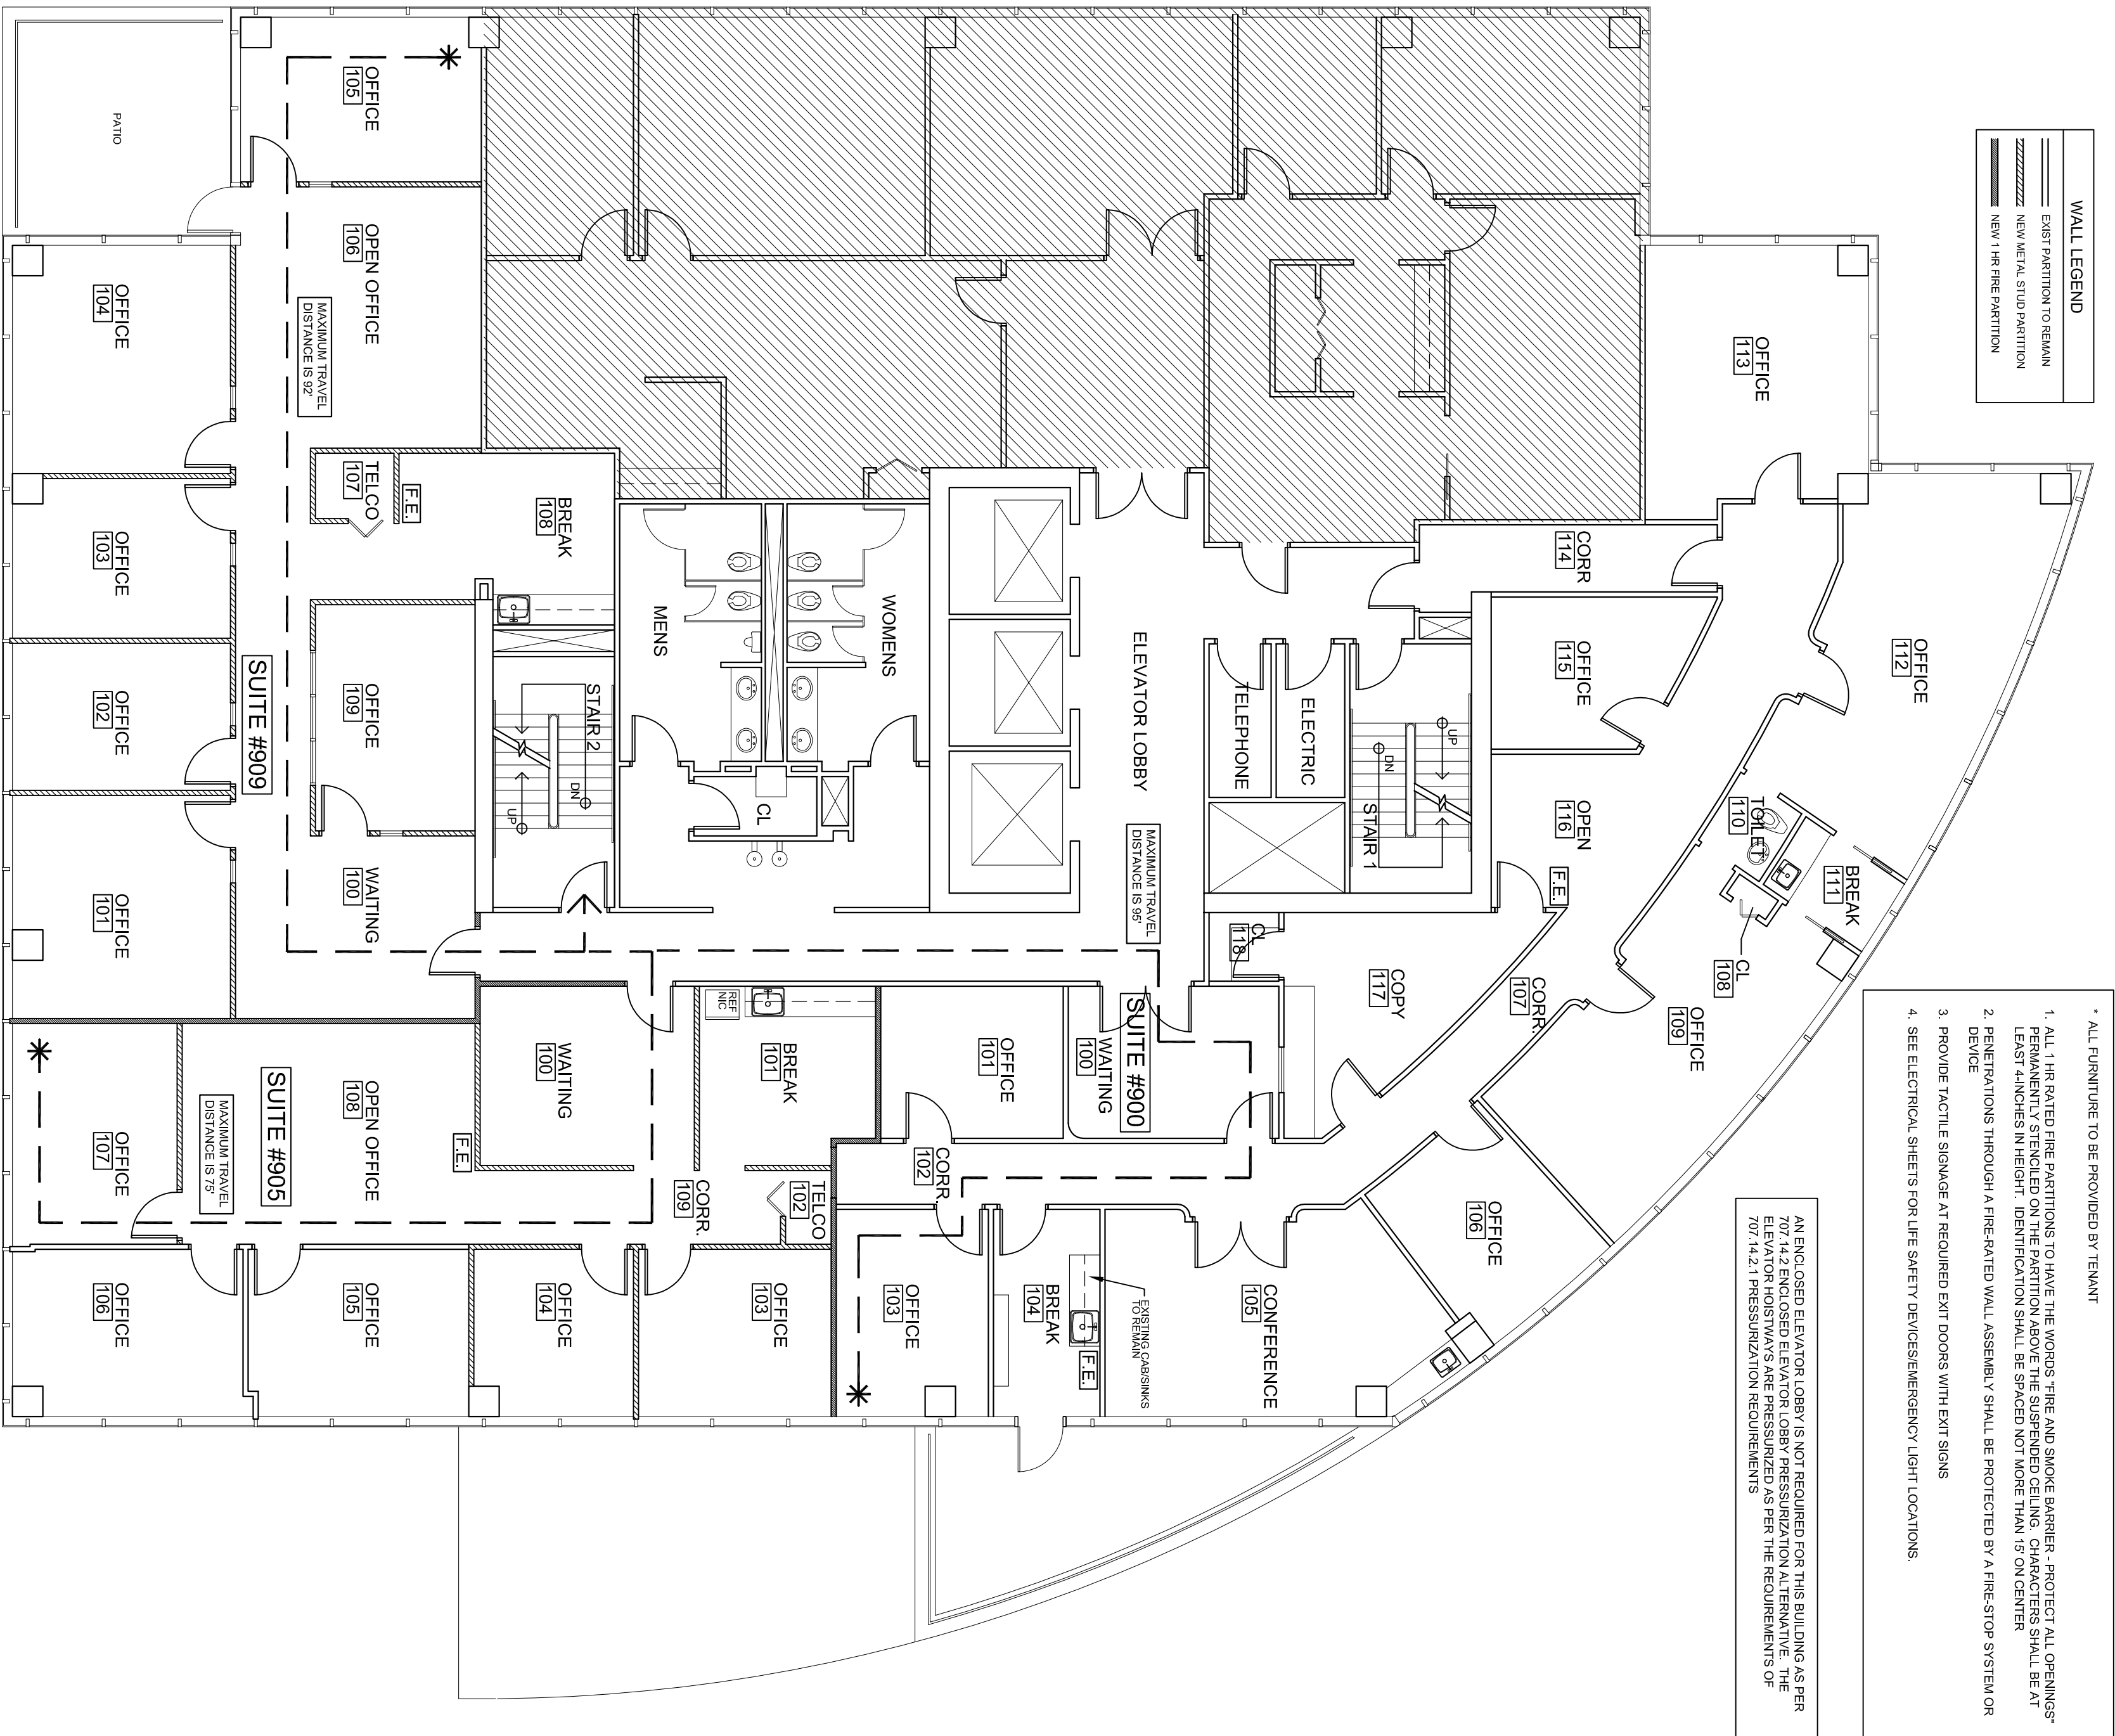 WALL LEGEND
EXIST PARTITION TO REMAIN
NEW METAL STUD PARTITION
NEW 1 HR FIRE PARTITION
* ALL FURNITURE TO BE PROVIDED BY TENANT
1. ALL 1 HR RATED FIRE PARTITIONS TO HAVE THE WORDS "FIRE AND SMOKE BARRIER - PROTECT ALL OPENINGS"
PERMANENTLY STENCILED ON THE PARTITION ABOVE THE SUSPENDED CEILING. CHARACTERS SHALL BE AT
LEAST 4-INCHES IN HEIGHT. IDENTIFICATION SHALL BE SPACED NOT MORE THAN 15' ON CENTER
2. PENETRATIONS THROUGH A FIRE-RATED WALL ASSEMBLY SHALL BE PROTECTED BY A FIRE-STOP SYSTEM OR
DEVICE
3. PROVIDE TACTILE SIGNAGE AT REQUIRED EXIT DOORS WITH EXIT SIGNS
4. SEE ELECTRICAL SHEETS FOR LIFE SAFETY DEVICES/EMERGENCY LIGHT LOCATIONS.
AN ENCLOSED ELEVATOR LOBBY IS NOT REQUIRED FOR THIS BUILDING AS PER
707.14.2 ENCLOSED ELEVATOR LOBBY PRESSURIZATION ALTERNATIVE. THE
ELEVATOR HOISTWAYS ARE PRESSURIZED AS PER THE REQUIREMENTS OF
707.14.2.1 PRESSURIZATION REQUIREMENTS
OFFICE
113
OFFICE
112
CORR
114
OFFICE
115
OPEN
116
TOILET
110
BREAK
111
CL
108
F.E.
OFFICE
109
CORR.
107
COPY
117
CL
118
OFFICE
106
UP
DN
STAIR 1
ELECTRIC
TELEPHONE
ELEVATOR LOBBY
MAXIMUM TRAVEL
DISTANCE IS 95'
SUITE #900
WAITING
100
OFFICE
101
CORR.
102
CONFERENCE
105
EXISTING CAB/SINKS
TO REMAIN
F.E.
BREAK
104
OFFICE
103
WOMENS
MENS
CL
STAIR 2
DN
UP
BREAK
108
F.E.
TELCO
107
OFFICE
109
WAITING
100
OFFICE
105
OPEN OFFICE
106
MAXIMUM TRAVEL
DISTANCE IS 92'
PATIO
OFFICE
104
OFFICE
103
SUITE #909
OFFICE
102
OFFICE
101
REF
NIC
BREAK
101
WAITING
100
TELCO
102
CORR.
109
F.E.
OPEN OFFICE
108
SUITE #905
MAXIMUM TRAVEL
DISTANCE IS 75'
OFFICE
107
OFFICE
103
OFFICE
104
OFFICE
105
OFFICE
106